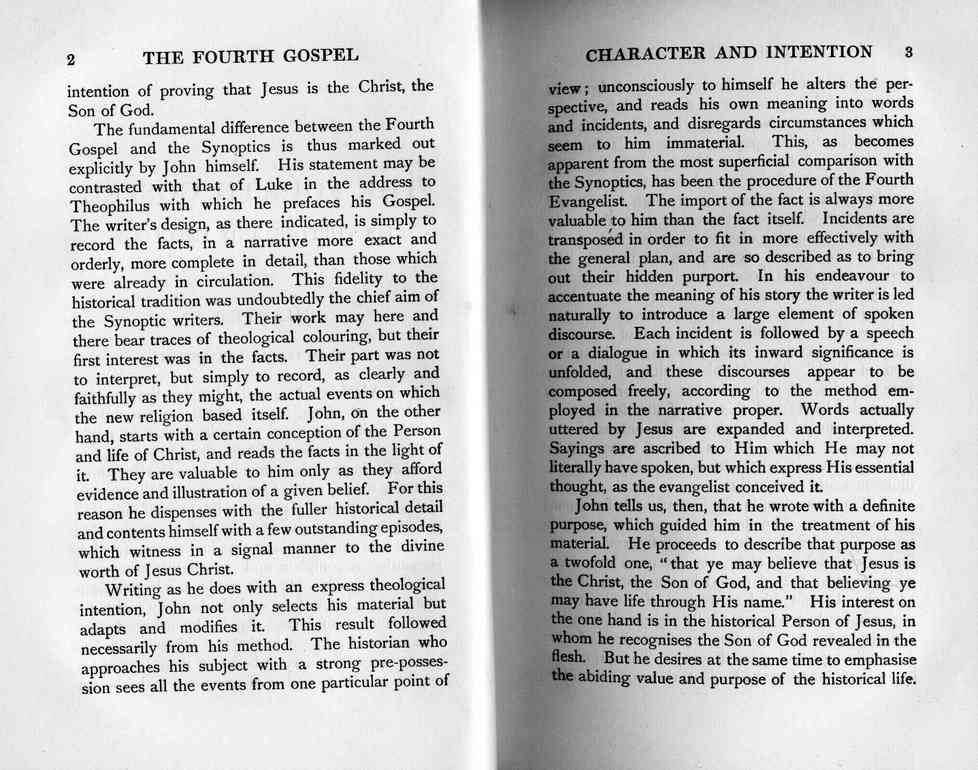 2 THE FOURTH GOSPEL
intention of proving that Jesus is the Christ, the
Son of God.
The fundamental difference between the Fourth
Gospel and the Synoptics is thus marked out
explicitly by John himself. His statement may be
contrasted with that of Luke in the address to
Theophilus with which he prefaces his Gospel.
The writer's design, as there indicated, is simply to
record the facts, in a narrative more exact and
orderly, more complete in detail, than those which
were already in circulation. This fidelity to the
historical tradition was undoubtedly the chief aim of
the Synoptic writers. Their work may here and
there bear traces of theological colouring, but their
first interest was in the facts. Their part was not
to interpret, but simply to record, as clearly and
faithfully as they might, the actual events on which
the new religion based itself. John, on the other
hand, starts with a certain conception of the Person
and life of Christ, and reads the facts in the light of
it. They are valuable to him only as they afford
evidence and illustration of a given belief. For this
reason he dispenses with the fuller historical detail
and contents himself with a few outstanding episodes,
which witness in a signal manner to the divine
worth of Jesus Christ.
Writing as he does with an express theological
intention, John not only selects his material but
adapts and modifies it. This result followed
necessarily from his method. The historian who
approaches his subject with a strong pre-posses-
sion sees all the events from one particular point of
CHARACTER AND INTENTION 3
view; unconsciously to himself he alters the per-
spective, and reads his own meaning into words
and incidents, and disregards circumstances which
seem to him immaterial. This, as becomes
apparent from the most superficial comparison with
the Synoptics, has been the procedure of the Fourth
Evangelist. The import of the fact is always more
valuable to him than the fact itself. Incidents are
transposed in order to fit in more effectively with
the general plan, and are so described as to bring
out their hidden purport. In his endeavour to
accentuate the meaning of his story the writer is led
naturally to introduce a large element of spoken
discourse. Each incident is followed by a speech
or a dialogue in which its inward significance is
unfolded, and these discourses appear to be
composed freely, according to the method em-
ployed in the narrative proper. Words actually
uttered by Jesus are expanded and interpreted.
Sayings are ascribed to Him which He may not
literally have spoken, but which express His essential
thought, as the evangelist conceived it.
John tells us, then, that he wrote with a definite
purpose, which guided him in the treatment of his
material. He proceeds to describe that purpose as
a twofold one, "that ye may believe that Jesus is
the Christ, the Son of God, and that believing ye
may have life through His name." His interest on
the one hand is in the historical Person of Jesus, in
whom he recognises the Son of God revealed in the
flesh. But he desires at the same time to emphasise
the abiding value and purpose of the historical life.